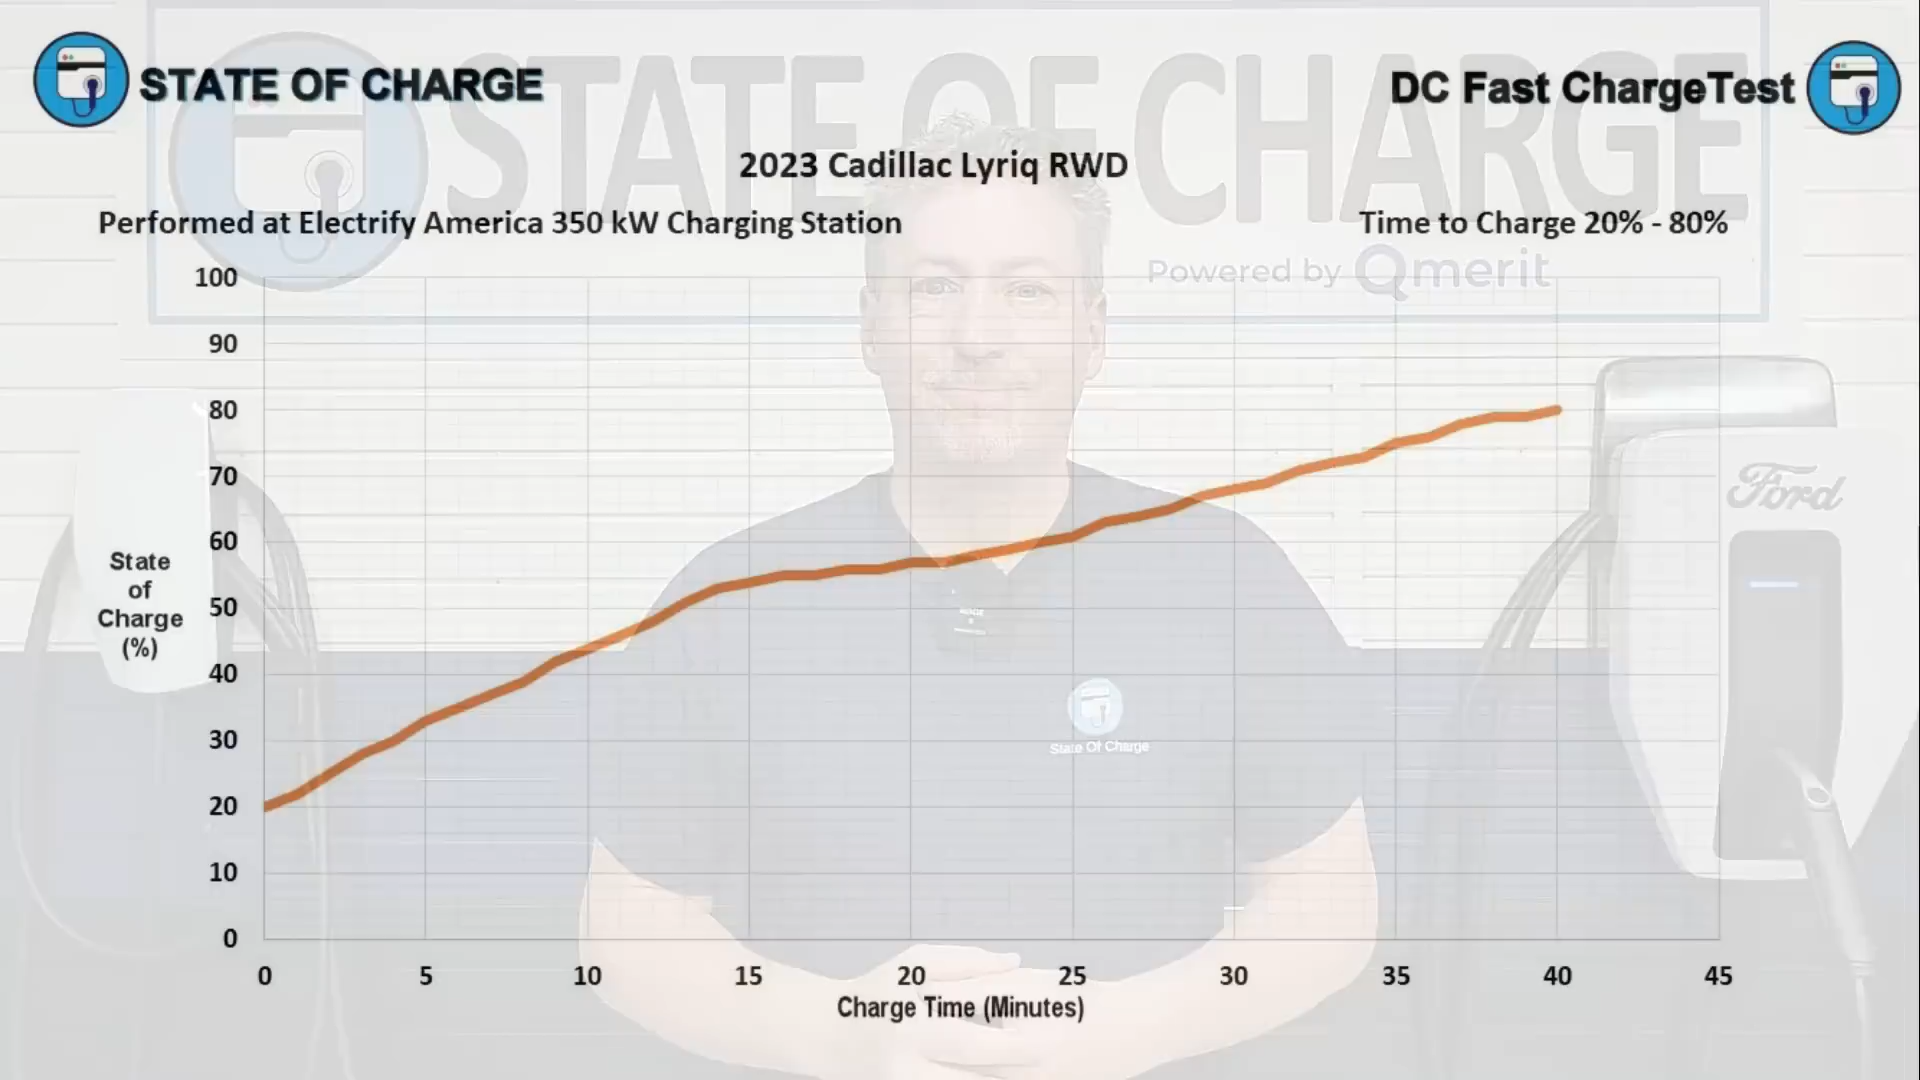 STATE OF CHARGE
DC Fast ChargeTest
STATE OF CHARGE
2023 Cadillac Lyriq RWD
Performed at Electrify America 350 kW Charging Station
Time to Charge 20% - 80%
Powered by Qmerit
100
90
80
70
60
50
40
30
20
10
0
State
of
Charge
(%)
Ford
State Of Charge
0 5 10 15 20 25 30 35 40 45
Charge Time (Minutes)